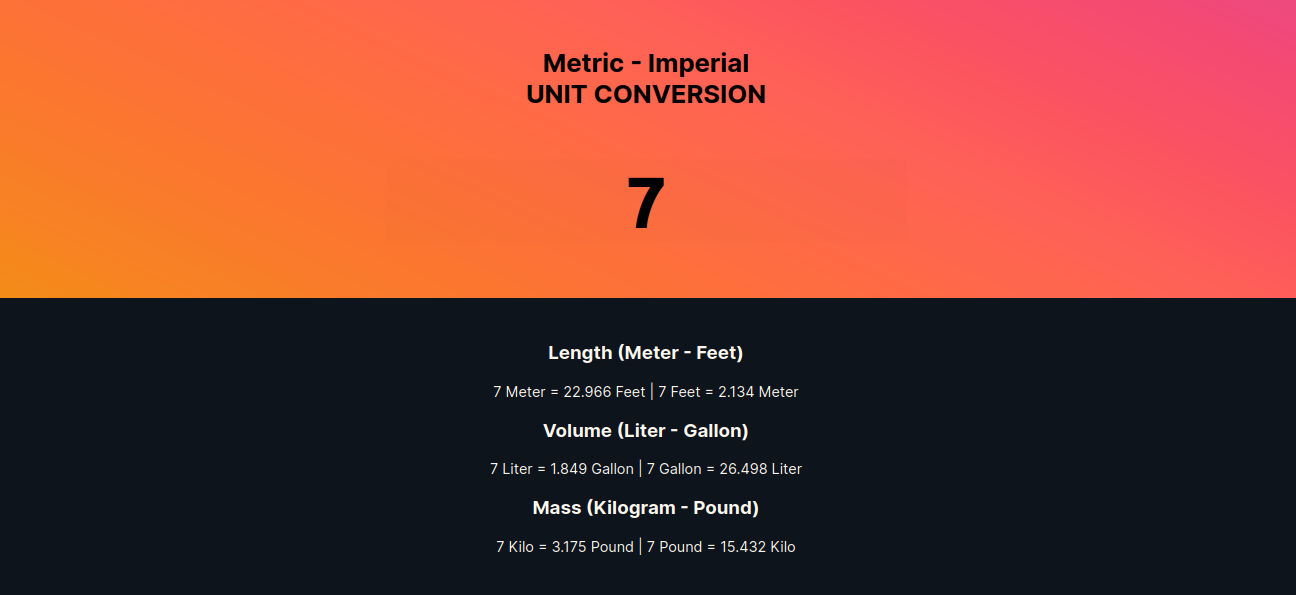 Metric - Imperial
UNIT CONVERSION
7
Length (Meter - Feet)
7 Meter = 22.966 Feet | 7 Feet = 2.134 Meter
Volume (Liter - Gallon)
7 Liter = 1.849 Gallon | 7 Gallon = 26.498 Liter
Mass (Kilogram - Pound)
7 Kilo = 3.175 Pound | 7 Pound = 15.432 Kilo